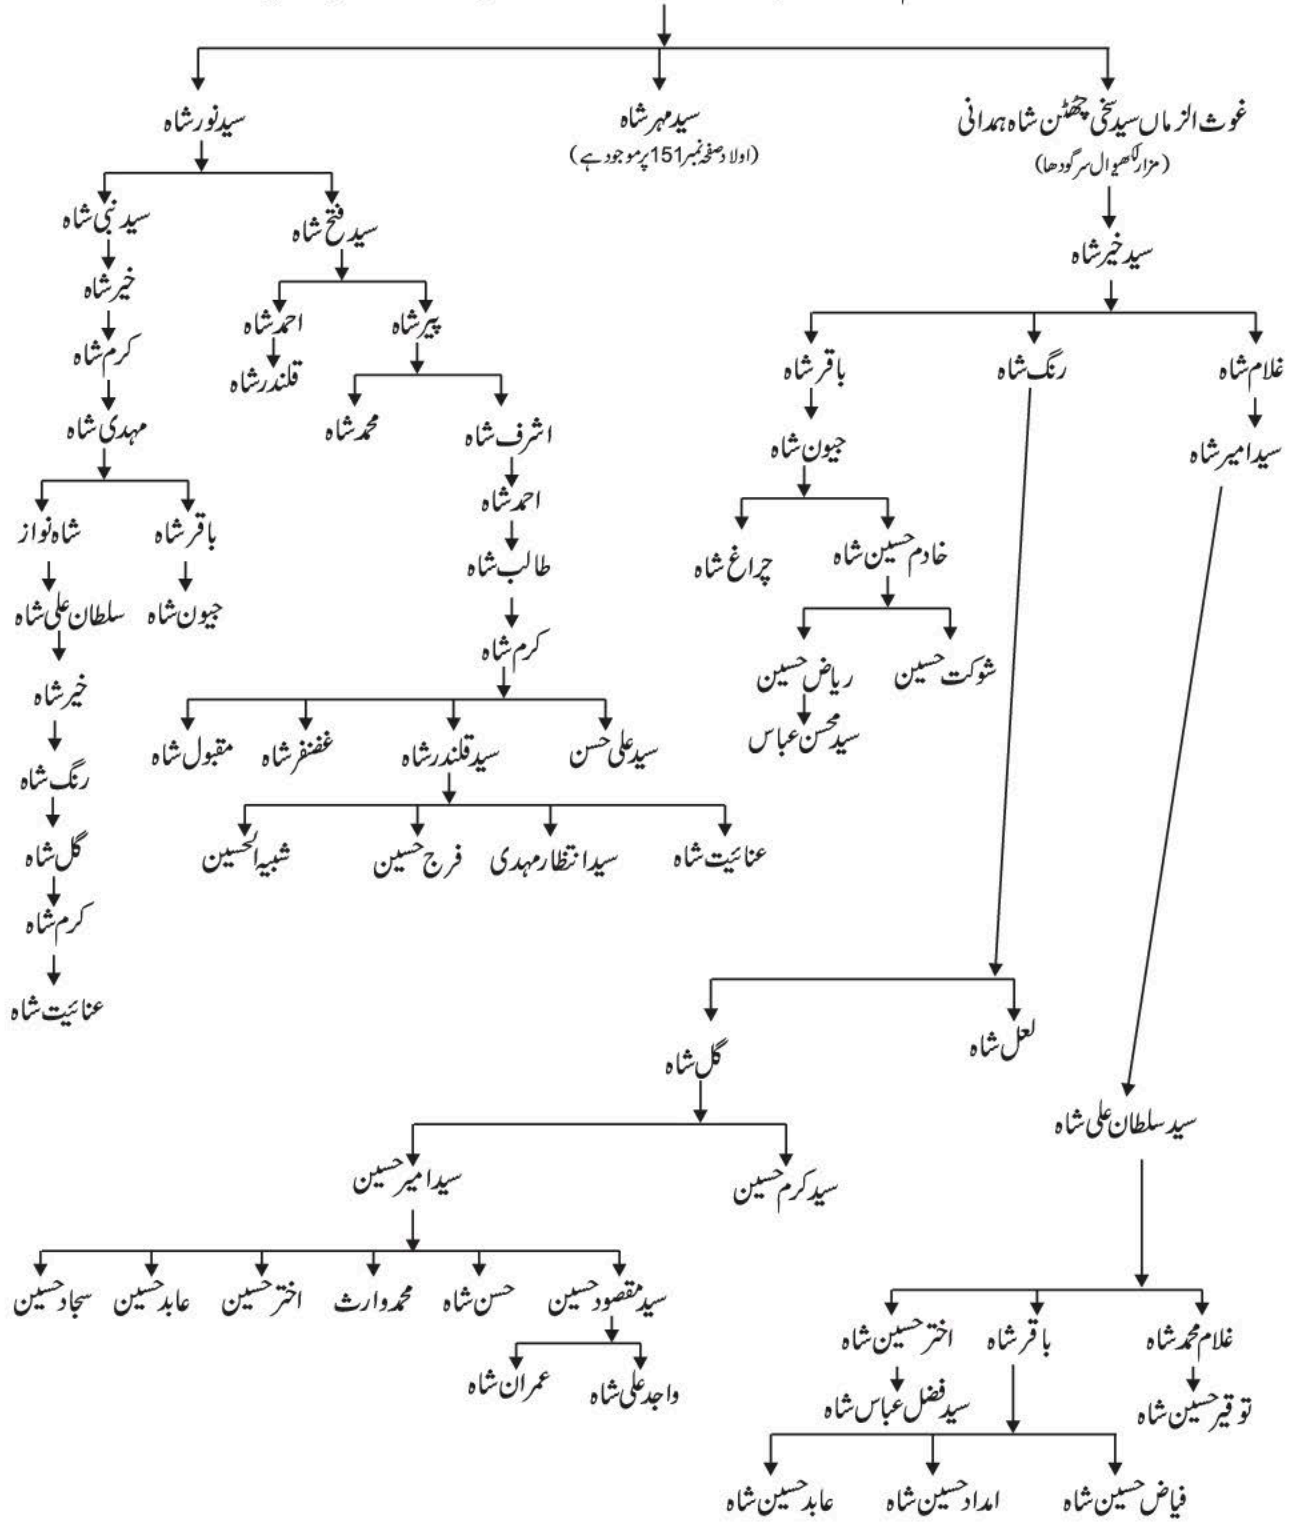 غوث الزماں سید سخی چھٹن شاہ ہمدانی
(مزار لکھیوال سرگودھا)
سید مہر شاہ
(اولاد صفحہ نمبر 151 پر موجود ہے)
سید نور شاہ
سید نبی شاہ
سید فتح شاہ
سید خیر شاہ
خیر شاہ
احمد شاہ
پیر شاہ
کرم شاہ
قلندر شاہ
باقر شاہ
رنگ شاہ
غلام شاہ
مہدی شاہ
محمد شاہ
اشرف شاہ
جیون شاہ
سید امیر شاہ
احمد شاہ
شاہ نواز
باقر شاہ
چراغ شاہ
خادم حسین شاہ
طالب شاہ
سلطان علی شاہ
جیون شاہ
کرم شاہ
ریاض حسین
شوکت حسین
خیر شاہ
سید محسن عباس
مقبول شاہ
غضنفر شاہ
سید قلندر شاہ
سید علی حسن
رنگ شاہ
گل شاہ
شبیہ الحسین
فرج حسین
سید انتظار مہدی
عنائیت شاہ
کرم شاہ
عنائیت شاہ
گل شاہ
لعل شاہ
سید سلطان علی شاہ
سید امیر حسین
سید کرم حسین
سید مقصود حسین
حسن شاہ
محمد وارث
اختر حسین
عابد حسین
سجاد حسین
واجد علی شاہ
عمران شاہ
غلام محمد شاہ
باقر شاہ
اختر حسین شاہ
توقیر حسین شاہ
سید فضل عباس شاہ
فیاض حسین شاہ
امداد حسین شاہ
عابد حسین شاہ